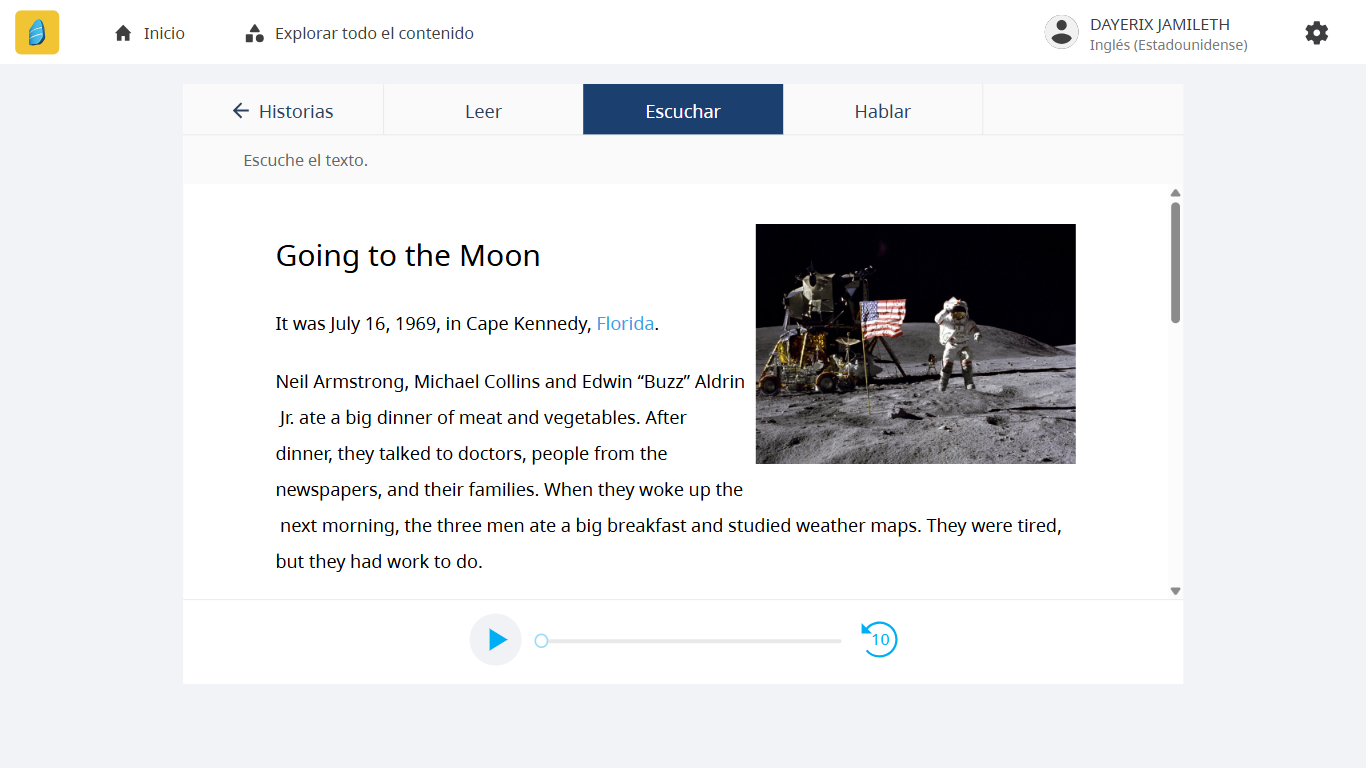 Inicio
Explorar todo el contenido
DAYERIX JAMILETH
Inglés (Estadounidense)
Historias
Leer
Escuchar
Hablar
Escuche el texto.
Going to the Moon
It was July 16, 1969, in Cape Kennedy, Florida.
Neil Armstrong, Michael Collins and Edwin “Buzz” Aldrin
Jr. ate a big dinner of meat and vegetables. After
dinner, they talked to doctors, people from the
newspapers, and their families. When they woke up the
next morning, the three men ate a big breakfast and studied weather maps. They were tired,
but they had work to do.
10